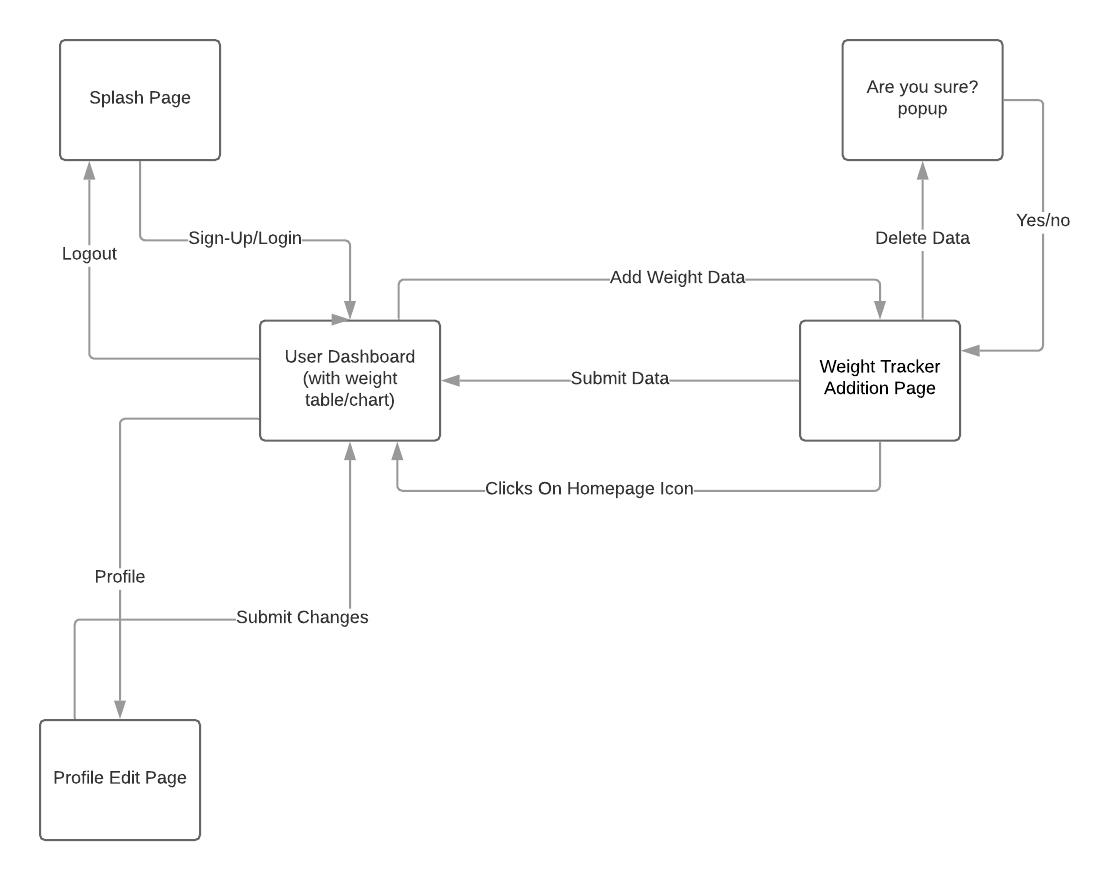 Splash Page
Are you sure?
popup
Yes/no
Sign-Up/Login
Delete Data
Logout
Add Weight Data
User Dashboard
(with weight
table/chart)
Submit Data
Weight Tracker
Addition Page
Clicks On Homepage Icon
Profile
Submit Changes
Profile Edit Page